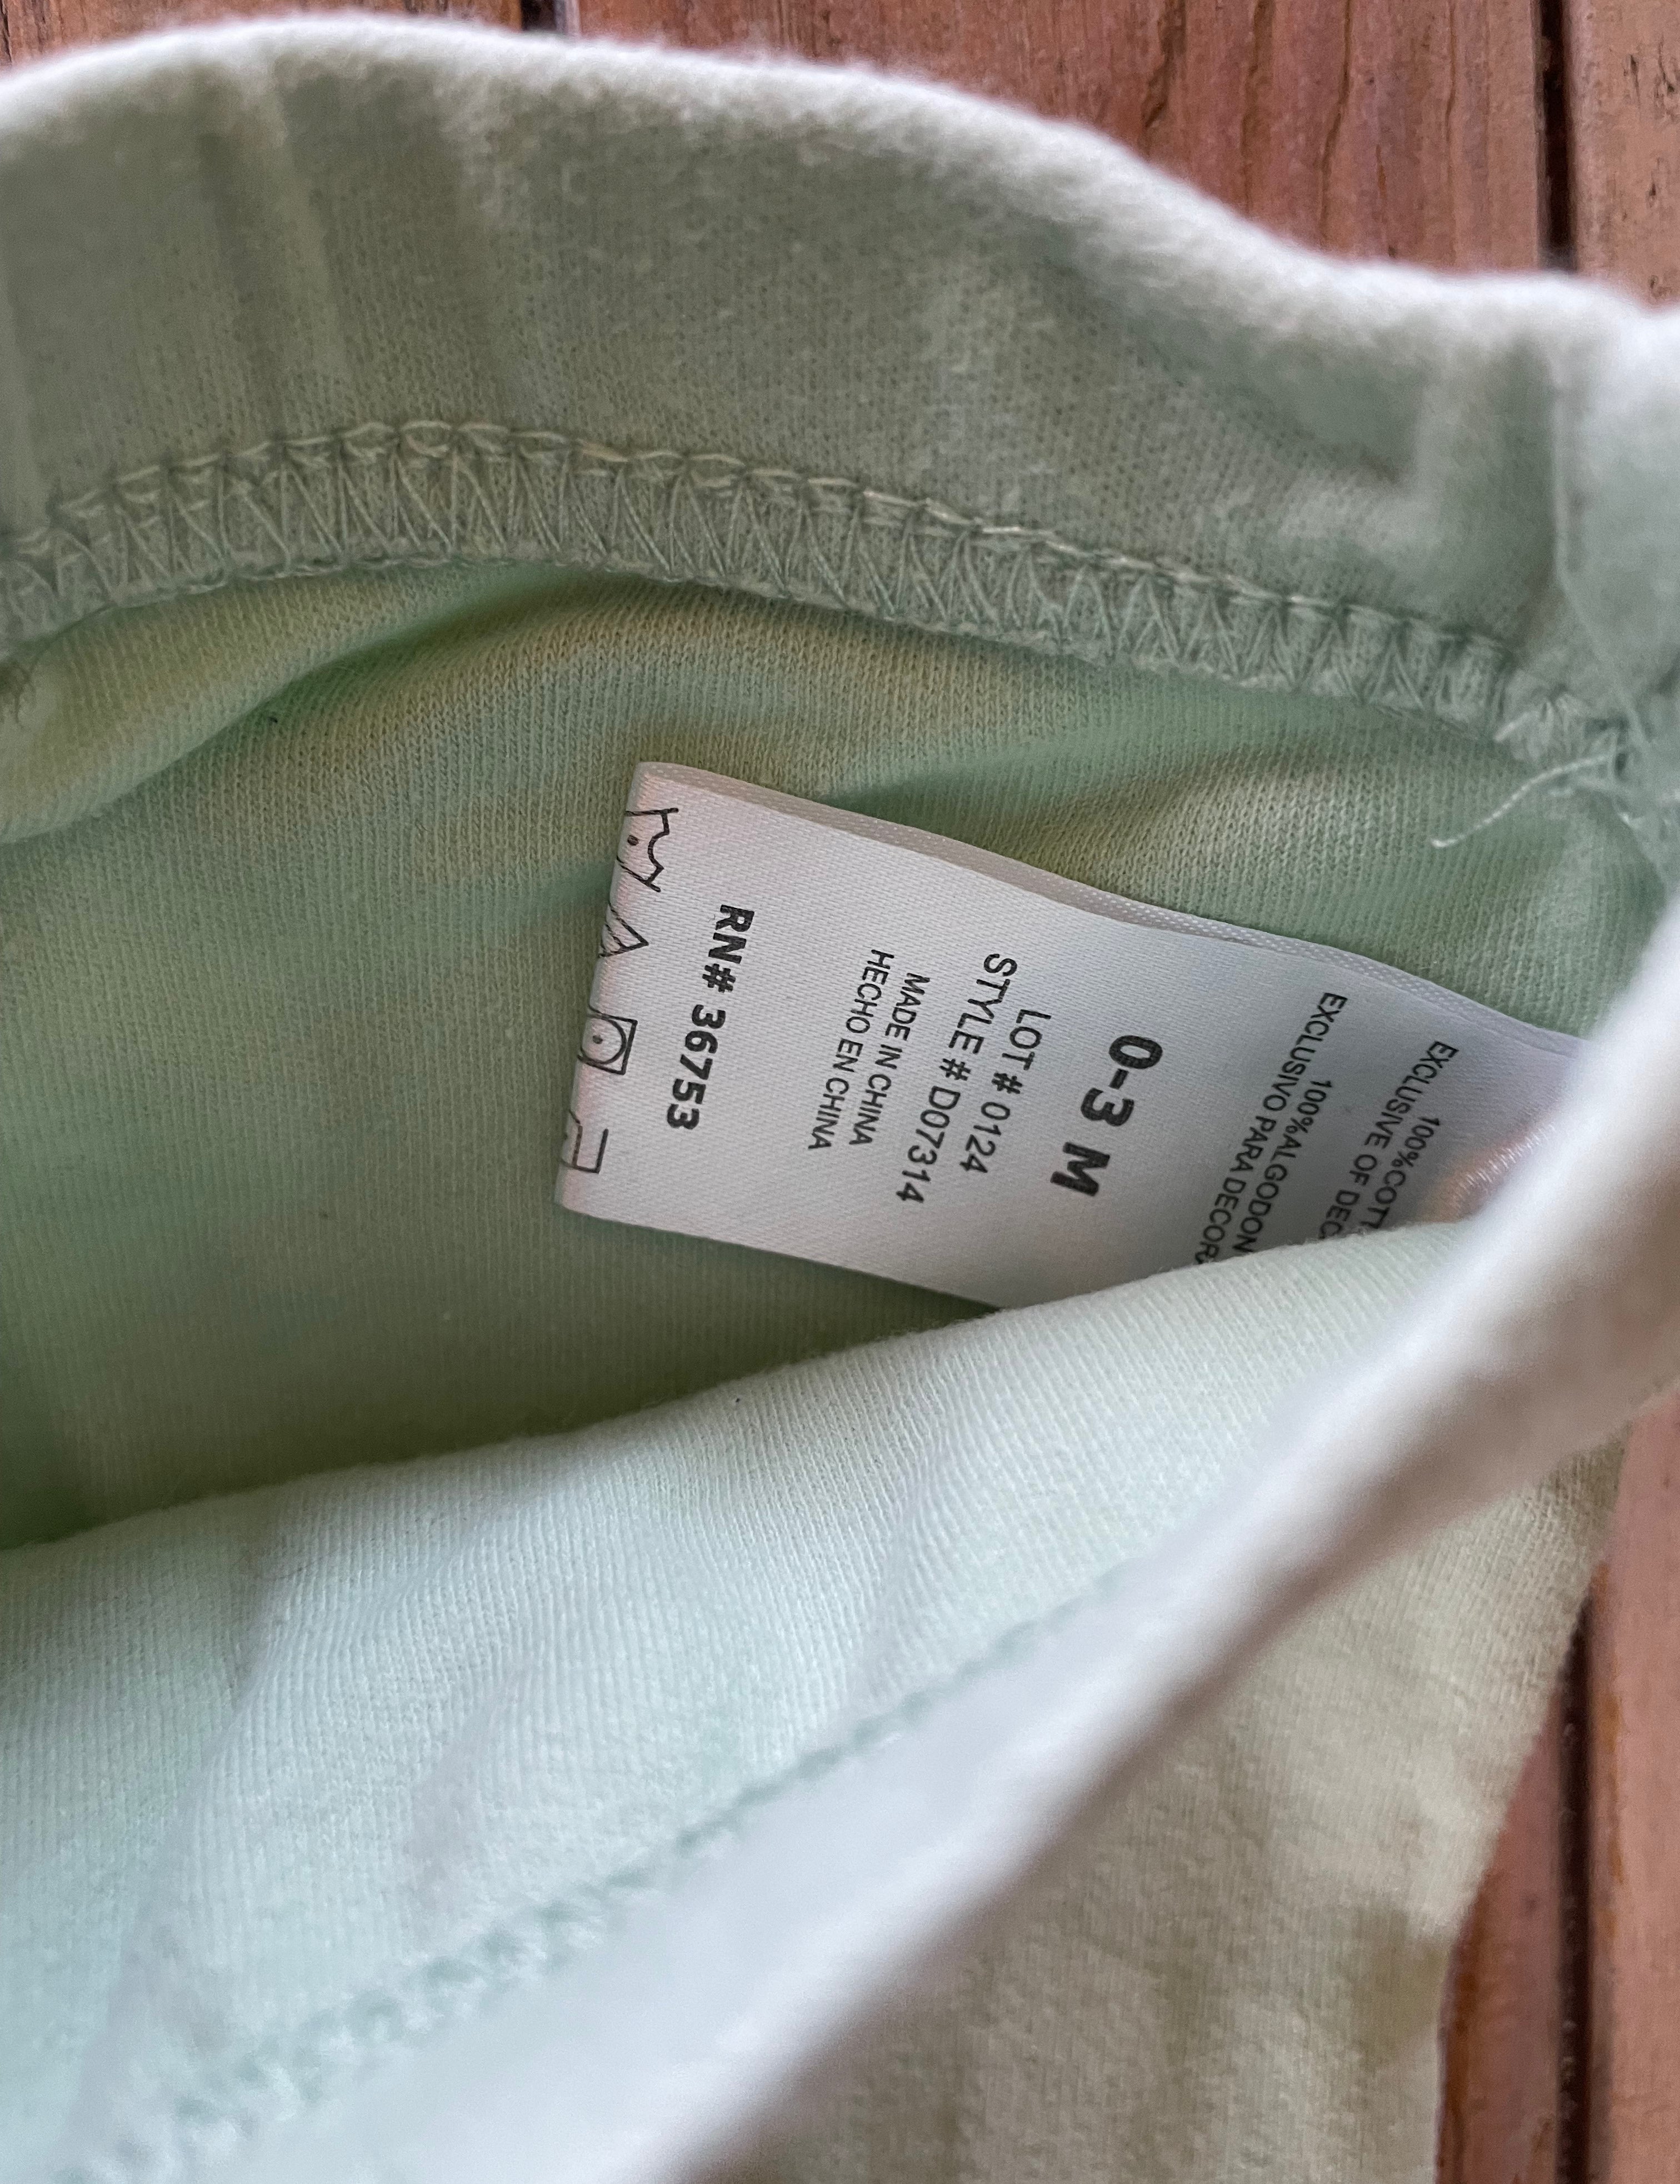 100%COTT
EXCLUSIVE OF DEC
100%ALGODON
EXCLUSIVO PARA DECOR
0-3 M
LOT # 0124
STYLE # D07314
MADE IN CHINA
HECHO EN CHINA
RN# 36753